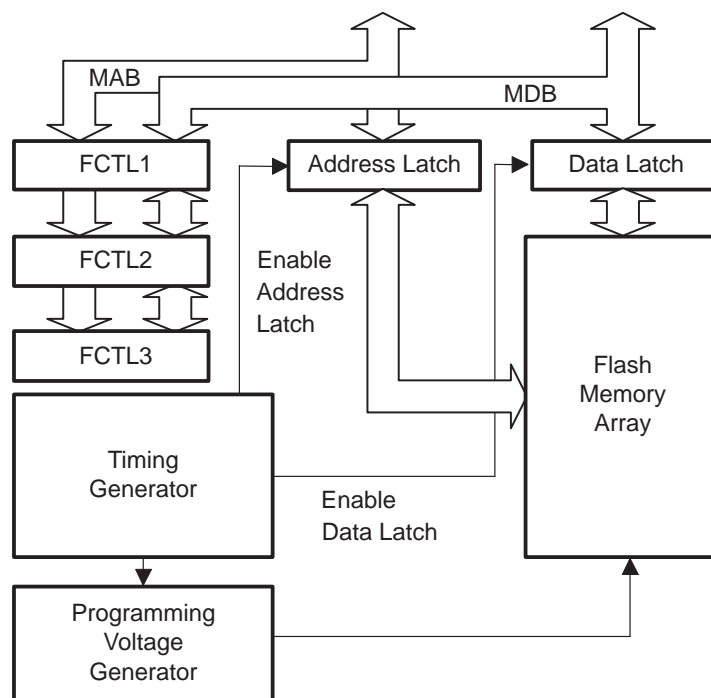 MAB
MDB
FCTL1
Address Latch
Data Latch
FCTL2
Enable
Address
Latch
FCTL3
Flash
Memory
Array
Timing
Generator
Enable
Data Latch
Programming
Voltage
Generator